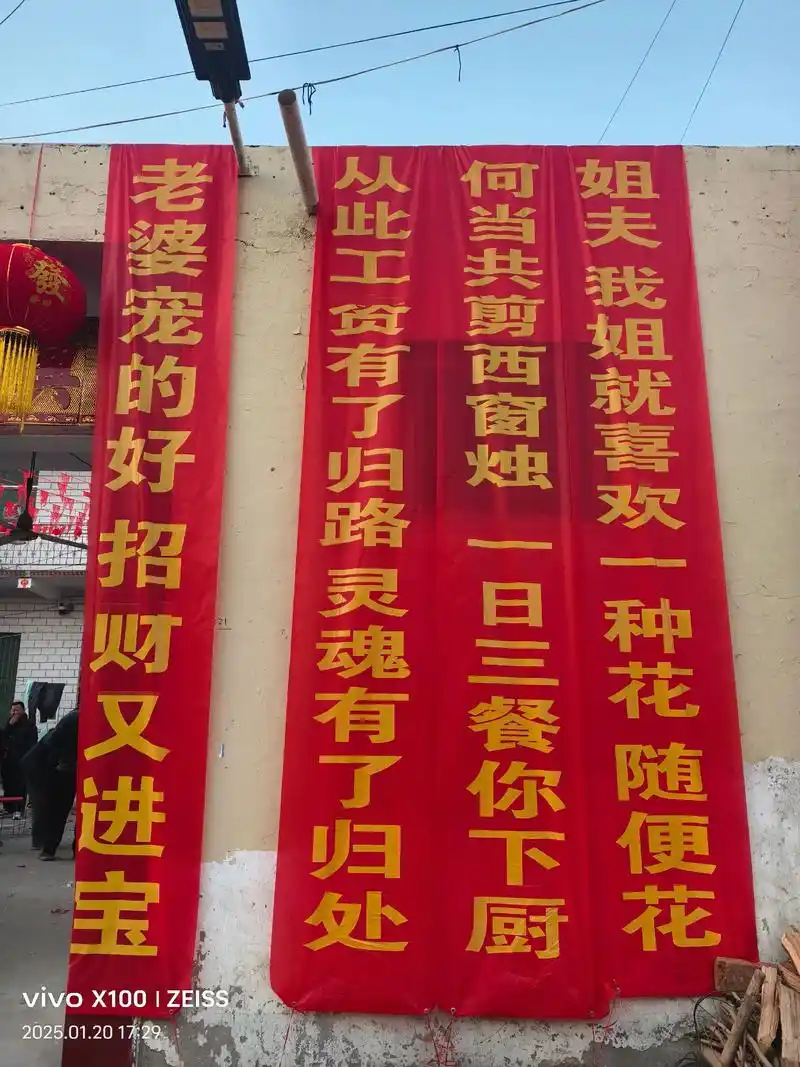 老婆宠的好 招财又进宝
从此工资有了归路 灵魂有了归处
何当共剪西窗烛 一日三餐你下厨
姐夫 我姐就喜欢一种花 随便花
發
vivo X100 | ZEISS
2025.01.20 17:29